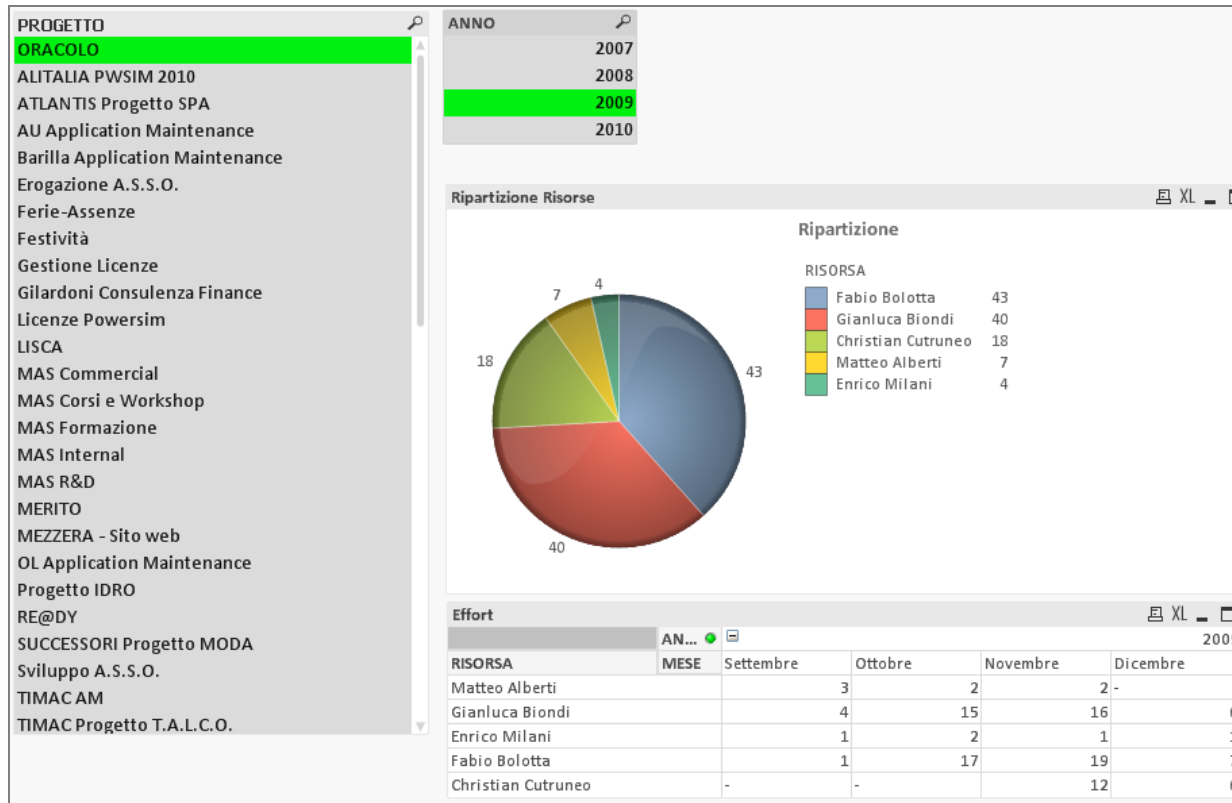 PROGETTO
ORACOLO
ALITALIA PWSIM 2010
ATLANTIS Progetto SPA
AU Application Maintenance
Barilla Application Maintenance
Erogazione A.S.S.O.
Ferie-Assenze
Festività
Gestione Licenze
Gilardoni Consulenza Finance
Licenze Powersim
LISCA
MAS Commercial
MAS Corsi e Workshop
MAS Formazione
MAS Internal
MAS R&D
MERITO
MEZZERA - Sito web
OL Application Maintenance
Progetto IDRO
RE@DY
SUCCESSORI Progetto MODA
Sviluppo A.S.S.O.
TIMAC AM
TIMAC Progetto T.A.L.C.O.
ANNO
2007
2008
2009
2010
Ripartizione Risorse XL
Ripartizione
RISORSA
Fabio Bolotta 43
Gianluca Biondi 40
Christian Cutruneo 18
Matteo Alberti 7
Enrico Milani 4
4
7
18
43
40
Effort XL
AN... 200
RISORSA MESE Settembre Ottobre Novembre Dicembre
Matteo Alberti 3 2 2 -
Gianluca Biondi 4 15 16
Enrico Milani 1 2 1
Fabio Bolotta 1 17 19
Christian Cutruneo - - 12